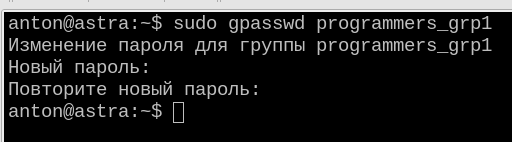 anton@astra:~$ sudo gpasswd programmers_grp1
Изменение пароля для группы programmers_grp1
Новый пароль:
Повторите новый пароль:
anton@astra:~$